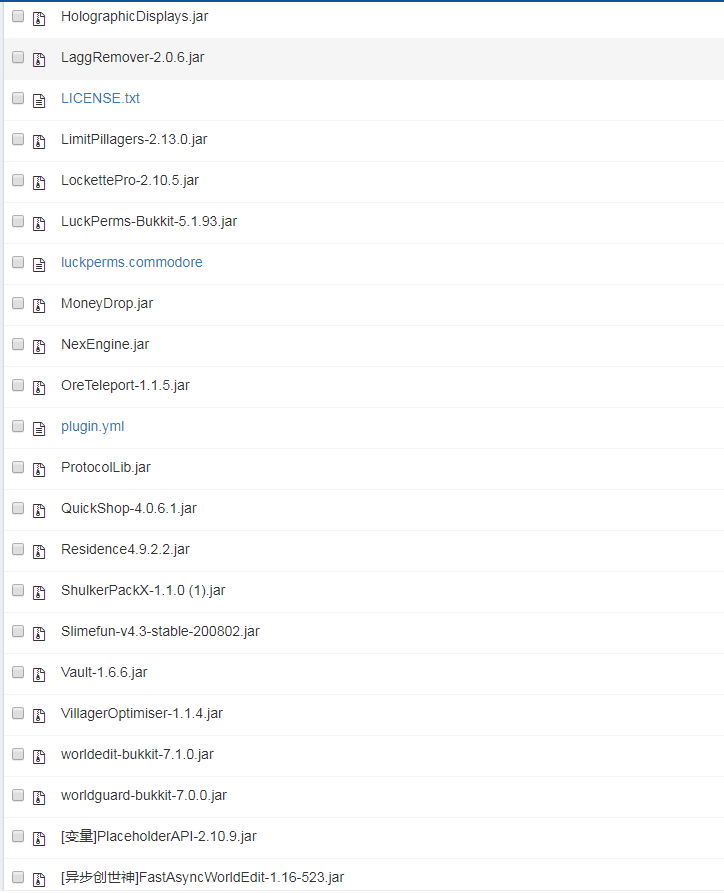 HolographicDisplays.jar
LaggRemover-2.0.6.jar
LICENSE.txt
LimitPillagers-2.13.0.jar
LockettePro-2.10.5.jar
LuckPerms-Bukkit-5.1.93.jar
luckperms.commodore
MoneyDrop.jar
NexEngine.jar
OreTeleport-1.1.5.jar
plugin.yml
ProtocolLib.jar
QuickShop-4.0.6.1.jar
Residence4.9.2.2.jar
ShulkerPackX-1.1.0 (1).jar
Slimefun-v4.3-stable-200802.jar
Vault-1.6.6.jar
VillagerOptimiser-1.1.4.jar
worldedit-bukkit-7.1.0.jar
worldguard-bukkit-7.0.0.jar
[变量]PlaceholderAPI-2.10.9.jar
[异步创世神]FastAsyncWorldEdit-1.16-523.jar